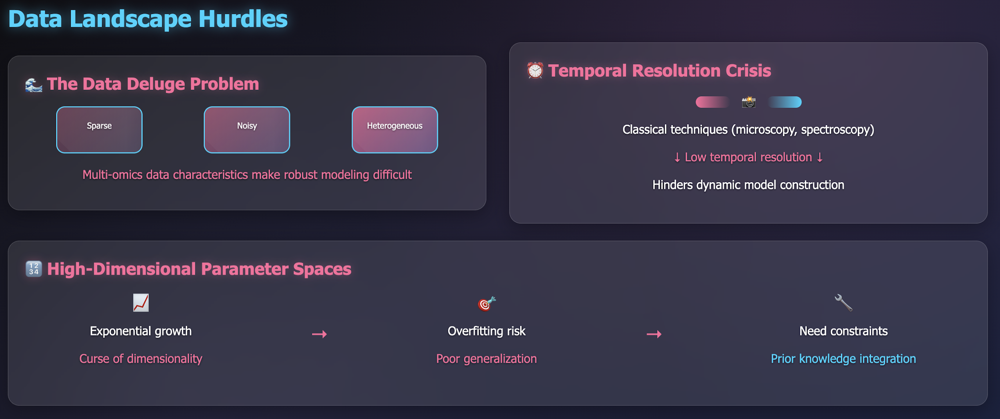 Data Landscape Hurdles
The Data Deluge Problem
Sparse
Noisy
Heterogeneous
Multi-omics data characteristics make robust modeling difficult
Temporal Resolution Crisis
Classical techniques (microscopy, spectroscopy)
↓ Low temporal resolution ↓
Hinders dynamic model construction
High-Dimensional Parameter Spaces
Exponential growth
Curse of dimensionality
→
Overfitting risk
Poor generalization
→
Need constraints
Prior knowledge integration